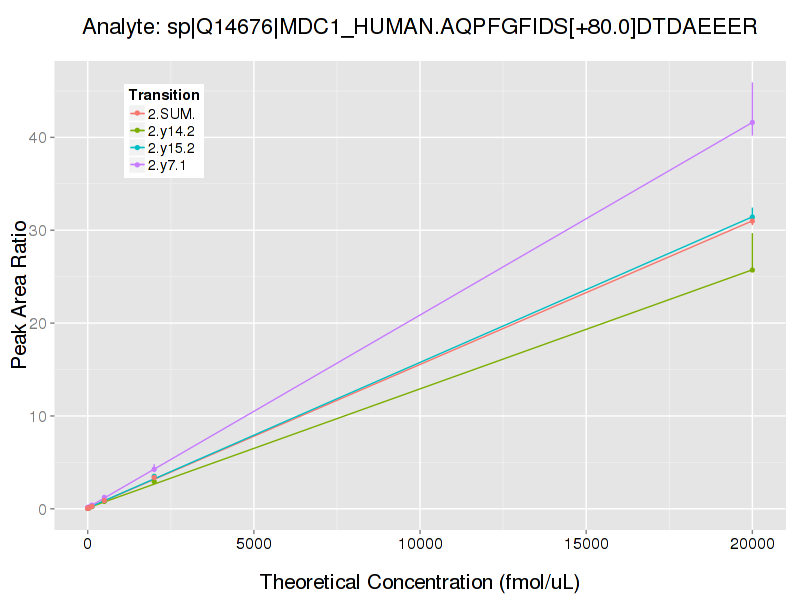 Analyte: sp|Q14676|MDC1_HUMAN.AQPFGFIDS[+80.0]DTDAEEER
Transition
2.SUM.
2.y14.2
2.y15.2
2.y7.1
Peak Area Ratio
40
30
20
10
0
0 5000 10000 15000 20000
Theoretical Concentration (fmol/uL)